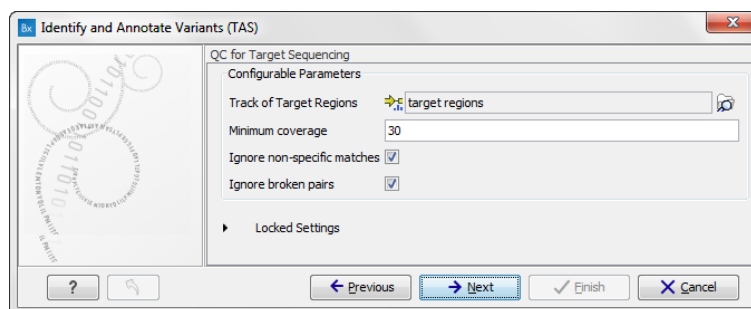 Bx Identify and Annotate Variants (TAS)
x
QC for Target Sequencing
Configurable Parameters
Track of Target Regions target regions
Minimum coverage 30
Ignore non-specific matches
Ignore broken pairs
Locked Settings
? Previous Next Finish Cancel